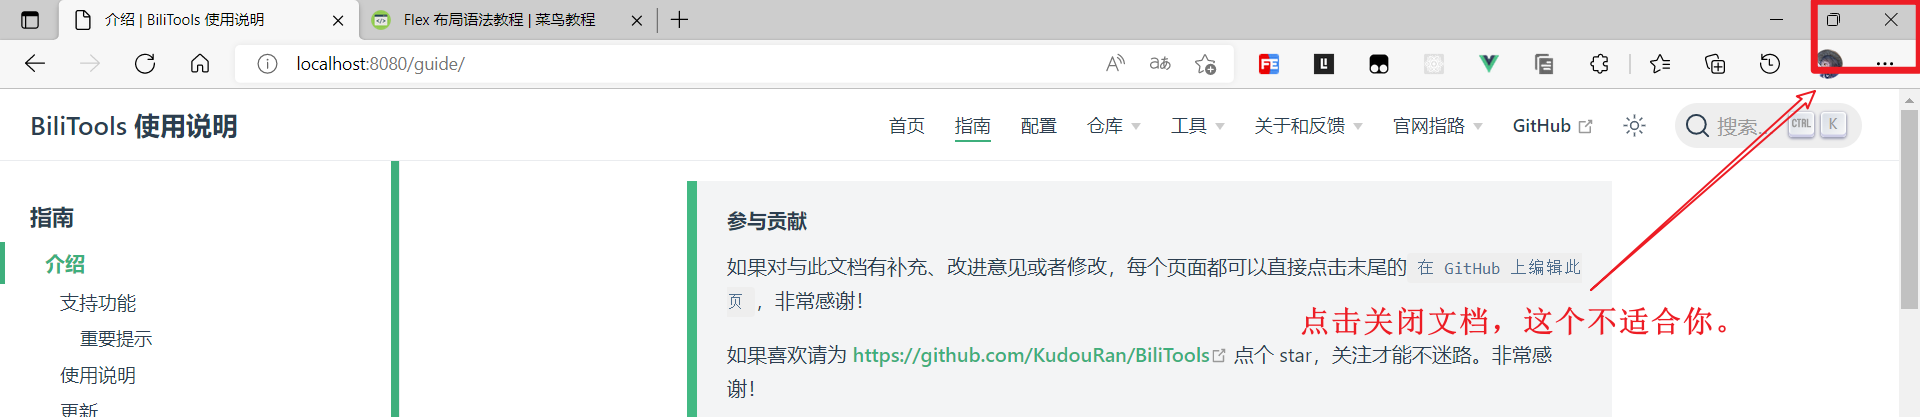 介绍 | BiliTools 使用说明
Flex 布局语法教程 | 菜鸟教程
localhost:8080/guide/
BiliTools 使用说明
首页 指南 配置 仓库 工具 关于和反馈 官网指路 GitHub 搜索... CTRL K
指南
介绍
支持功能
重要提示
使用说明
更新
参与贡献
如果对与此文档有补充、改进意见或者修改，每个页面都可以直接点击末尾的 在 GitHub 上编辑此
页 ，非常感谢！
如果喜欢请为 https://github.com/KudouRan/BiliTools 点个 star，关注才能不迷路。非常感
谢！
点击关闭文档，这个不适合你。